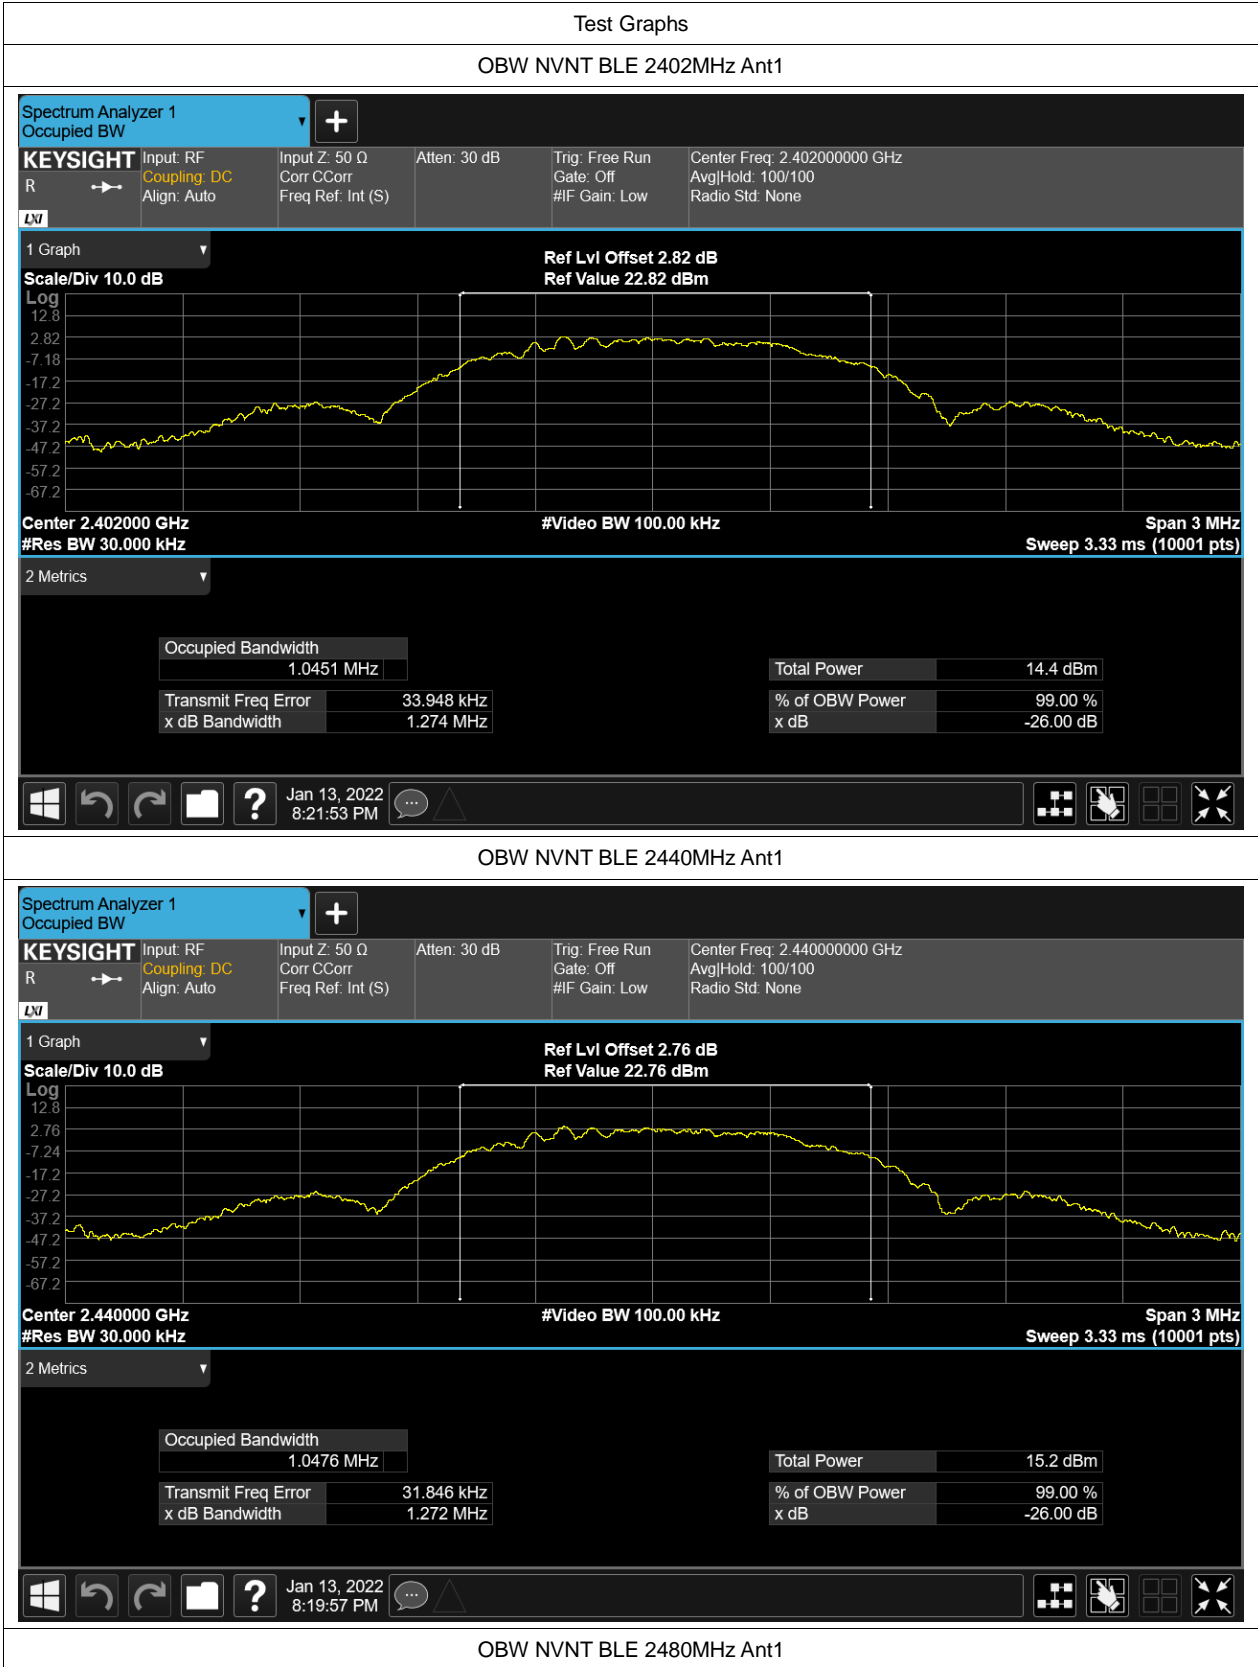 Test Graphs
OBW NVNT BLE 2402MHz Ant1
Spectrum Analyzer 1
Occupied BW
KEYSIGHT Input: RF Input Z: 50 Ω Atten: 30 dB Trig: Free Run Center Freq: 2.402000000 GHz
R Coupling: DC Corr CCorr Gate: Off Avg|Hold: 100/100
Align: Auto Freq Ref: Int (S) #IF Gain: Low Radio Std: None
LXI
1 Graph
Ref Lvl Offset 2.82 dB
Scale/Div 10.0 dB Ref Value 22.82 dBm
Log
12.8
2.82
-7.18
-17.2
-27.2
-37.2
-47.2
-57.2
-67.2
Center 2.402000 GHz #Video BW 100.00 kHz Span 3 MHz
#Res BW 30.000 kHz Sweep 3.33 ms (10001 pts)
2 Metrics
Occupied Bandwidth
1.0451 MHz Total Power 14.4 dBm
Transmit Freq Error 33.948 kHz % of OBW Power 99.00 %
x dB Bandwidth 1.274 MHz x dB -26.00 dB
Jan 13, 2022
8:21:53 PM
OBW NVNT BLE 2440MHz Ant1
Spectrum Analyzer 1
Occupied BW
KEYSIGHT Input: RF Input Z: 50 Ω Atten: 30 dB Trig: Free Run Center Freq: 2.440000000 GHz
R Coupling: DC Corr CCorr Gate: Off Avg|Hold: 100/100
Align: Auto Freq Ref: Int (S) #IF Gain: Low Radio Std: None
LXI
1 Graph
Ref Lvl Offset 2.76 dB
Scale/Div 10.0 dB Ref Value 22.76 dBm
Log
12.8
2.76
-7.24
-17.2
-27.2
-37.2
-47.2
-57.2
-67.2
Center 2.440000 GHz #Video BW 100.00 kHz Span 3 MHz
#Res BW 30.000 kHz Sweep 3.33 ms (10001 pts)
2 Metrics
Occupied Bandwidth
1.0476 MHz Total Power 15.2 dBm
Transmit Freq Error 31.846 kHz % of OBW Power 99.00 %
x dB Bandwidth 1.272 MHz x dB -26.00 dB
Jan 13, 2022
8:19:57 PM
OBW NVNT BLE 2480MHz Ant1